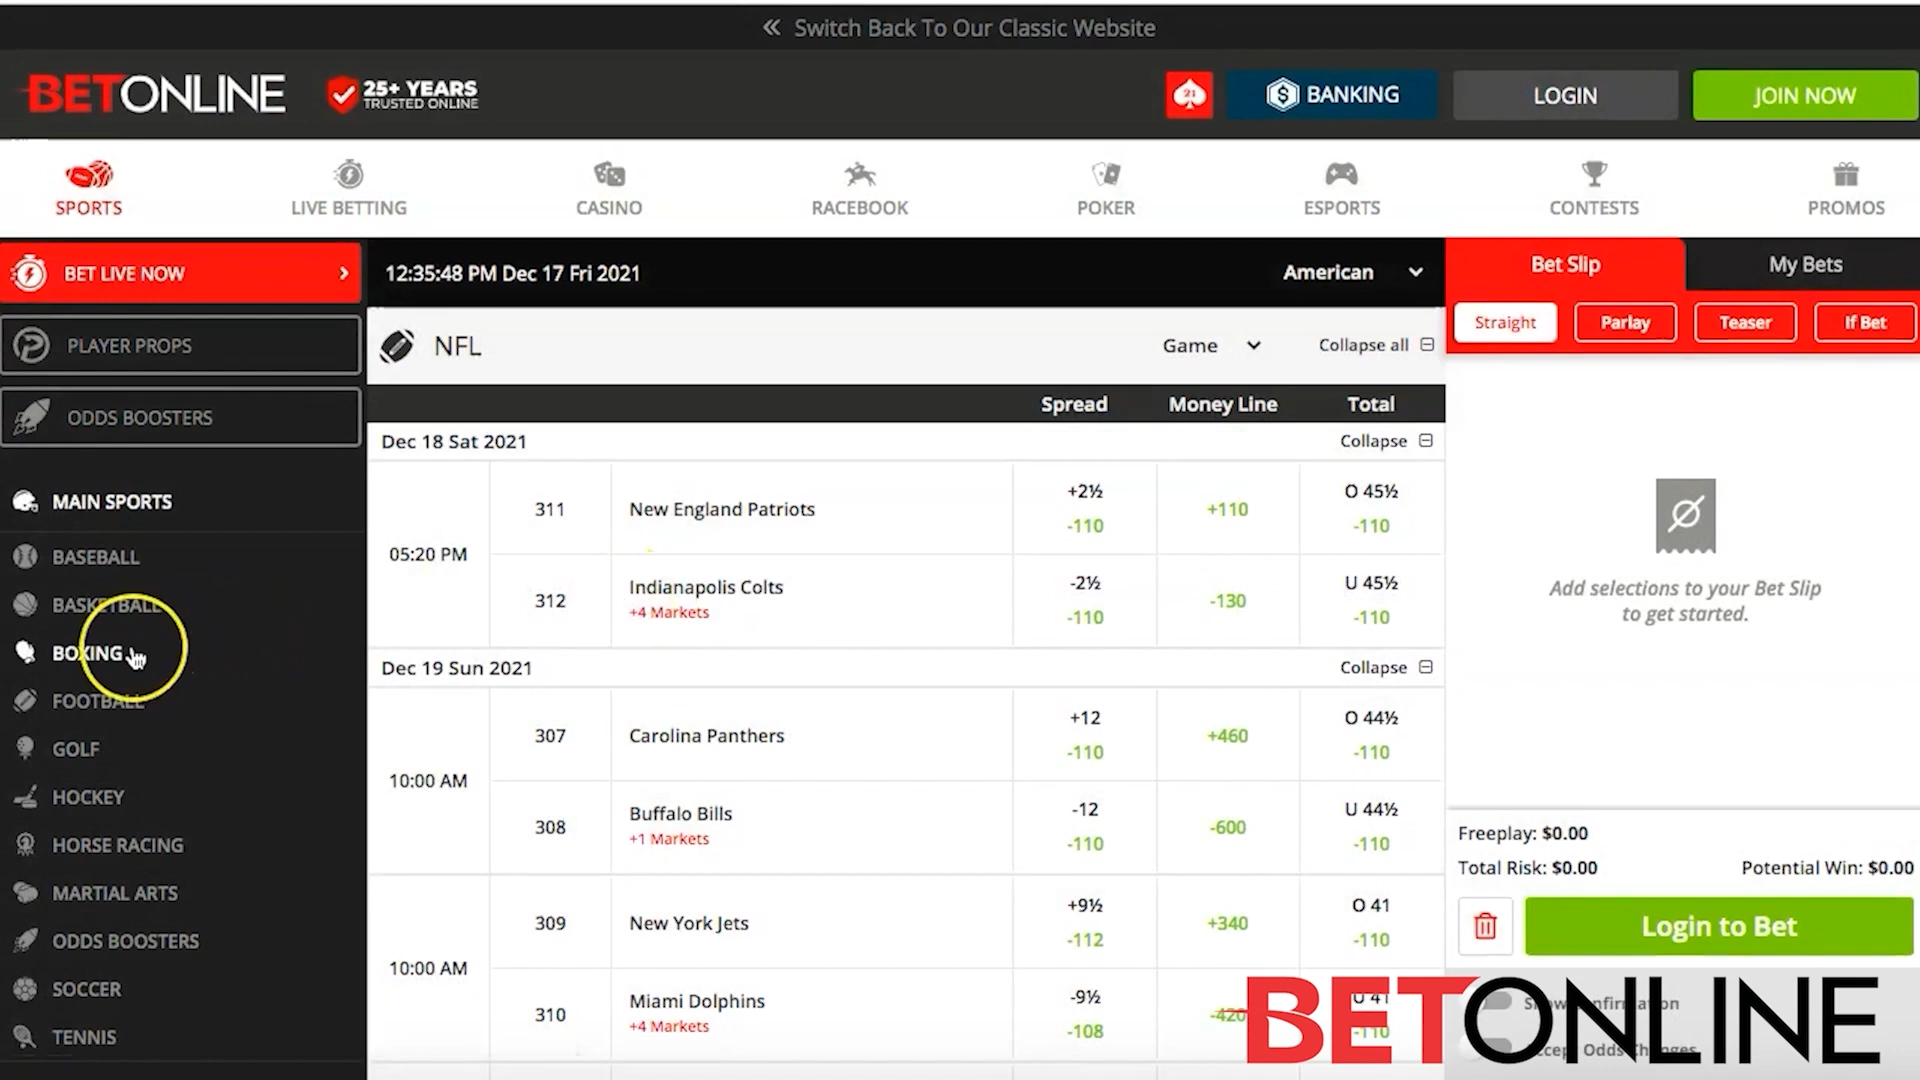 Switch Back To Our Classic Website
BETONLINE
25+ YEARS
TRUSTED ONLINE
21
BANKING
LOGIN
JOIN NOW
SPORTS
LIVE BETTING
CASINO
RACEBOOK
POKER
ESPORTS
CONTESTS
PROMOS
BET LIVE NOW
PLAYER PROPS
ODDS BOOSTERS
MAIN SPORTS
BASEBALL
BASKETBALL
BOXING
FOOTBALL
GOLF
HOCKEY
HORSE RACING
MARTIAL ARTS
ODDS BOOSTERS
SOCCER
TENNIS
12:35:48 PM Dec 17 Fri 2021
American
NFL
Game
Collapse all
Spread Money Line Total
Dec 18 Sat 2021
Collapse
05:20 PM
311 New England Patriots +2½ -110 +110 O 45½ -110
312 Indianapolis Colts +4 Markets -2½ -110 -130 U 45½ -110
Dec 19 Sun 2021
Collapse
10:00 AM
307 Carolina Panthers +12 -110 +460 O 44½ -110
308 Buffalo Bills +1 Markets -12 -110 -600 U 44½ -110
10:00 AM
309 New York Jets +9½ -112 +340 O 41 -110
310 Miami Dolphins +4 Markets -9½ -108 -420 U 41 -110
Bet Slip
My Bets
Straight
Parlay
Teaser
If Bet
Add selections to your Bet Slip
to get started.
Freeplay: $0.00
Total Risk: $0.00
Potential Win: $0.00
Login to Bet
BETONLINE